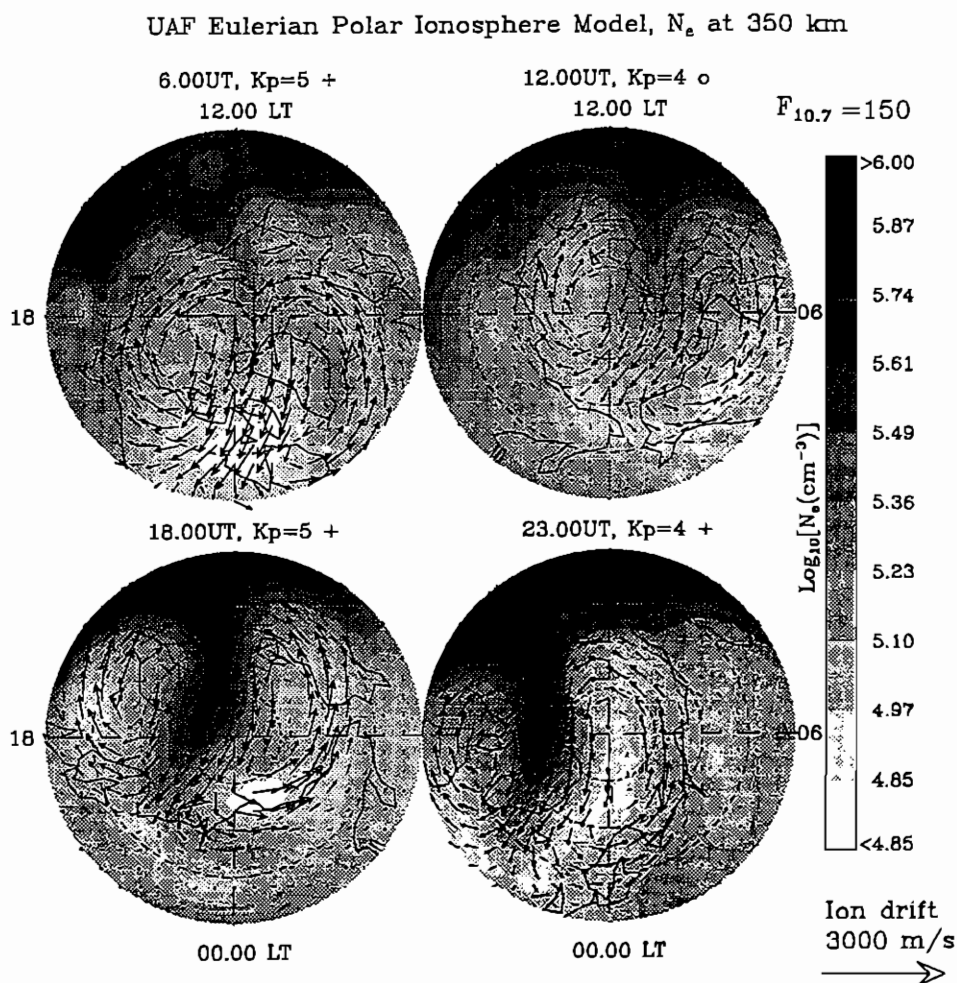 UAF Eulerian Polar Ionosphere Model, Nₑ at 350 km
6.00UT, Kp=5 +
12.00 LT
12.00UT, Kp=4 o
12.00 LT
F₁₀.₇ =150
18
06
18.00UT, Kp=5 +
23.00UT, Kp=4 +
18
06
00.00 LT
00.00 LT
>6.00
5.87
5.74
5.61
5.49
5.36
5.23
5.10
4.97
4.85
<4.85
Log₁₀[Nₑ(cm⁻³)]
Ion drift
3000 m/s